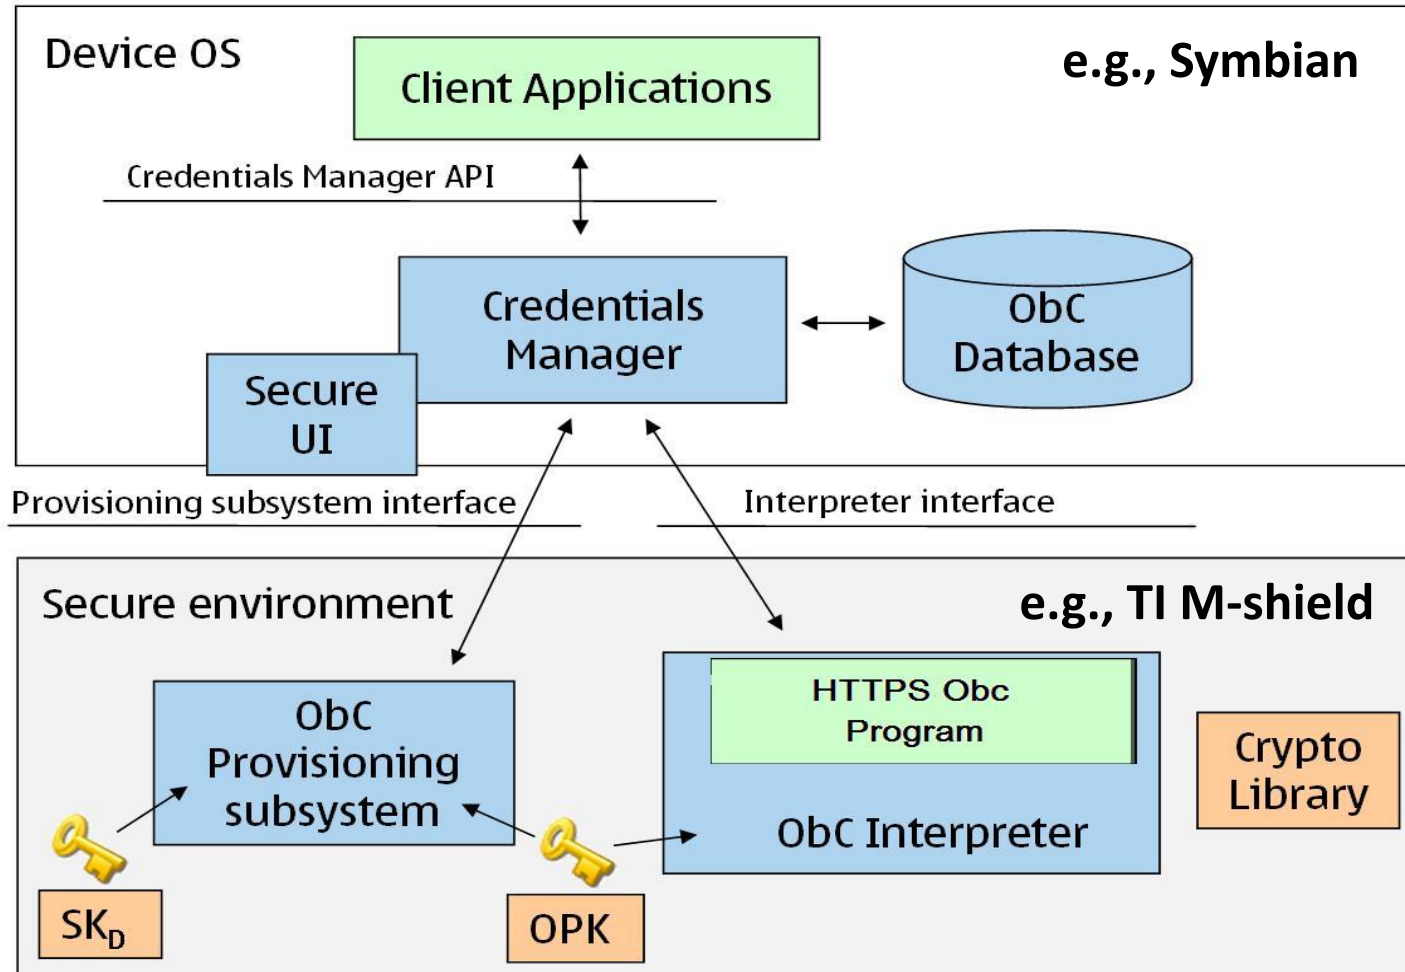 Device OS
e.g., Symbian
Client Applications
Credentials Manager API
Credentials
Manager
ObC
Database
Secure
UI
Provisioning subsystem interface
Interpreter interface
Secure environment
e.g., TI M-shield
HTTPS Obc
Program
ObC
Provisioning
subsystem
Crypto
Library
ObC Interpreter
SKD
OPK